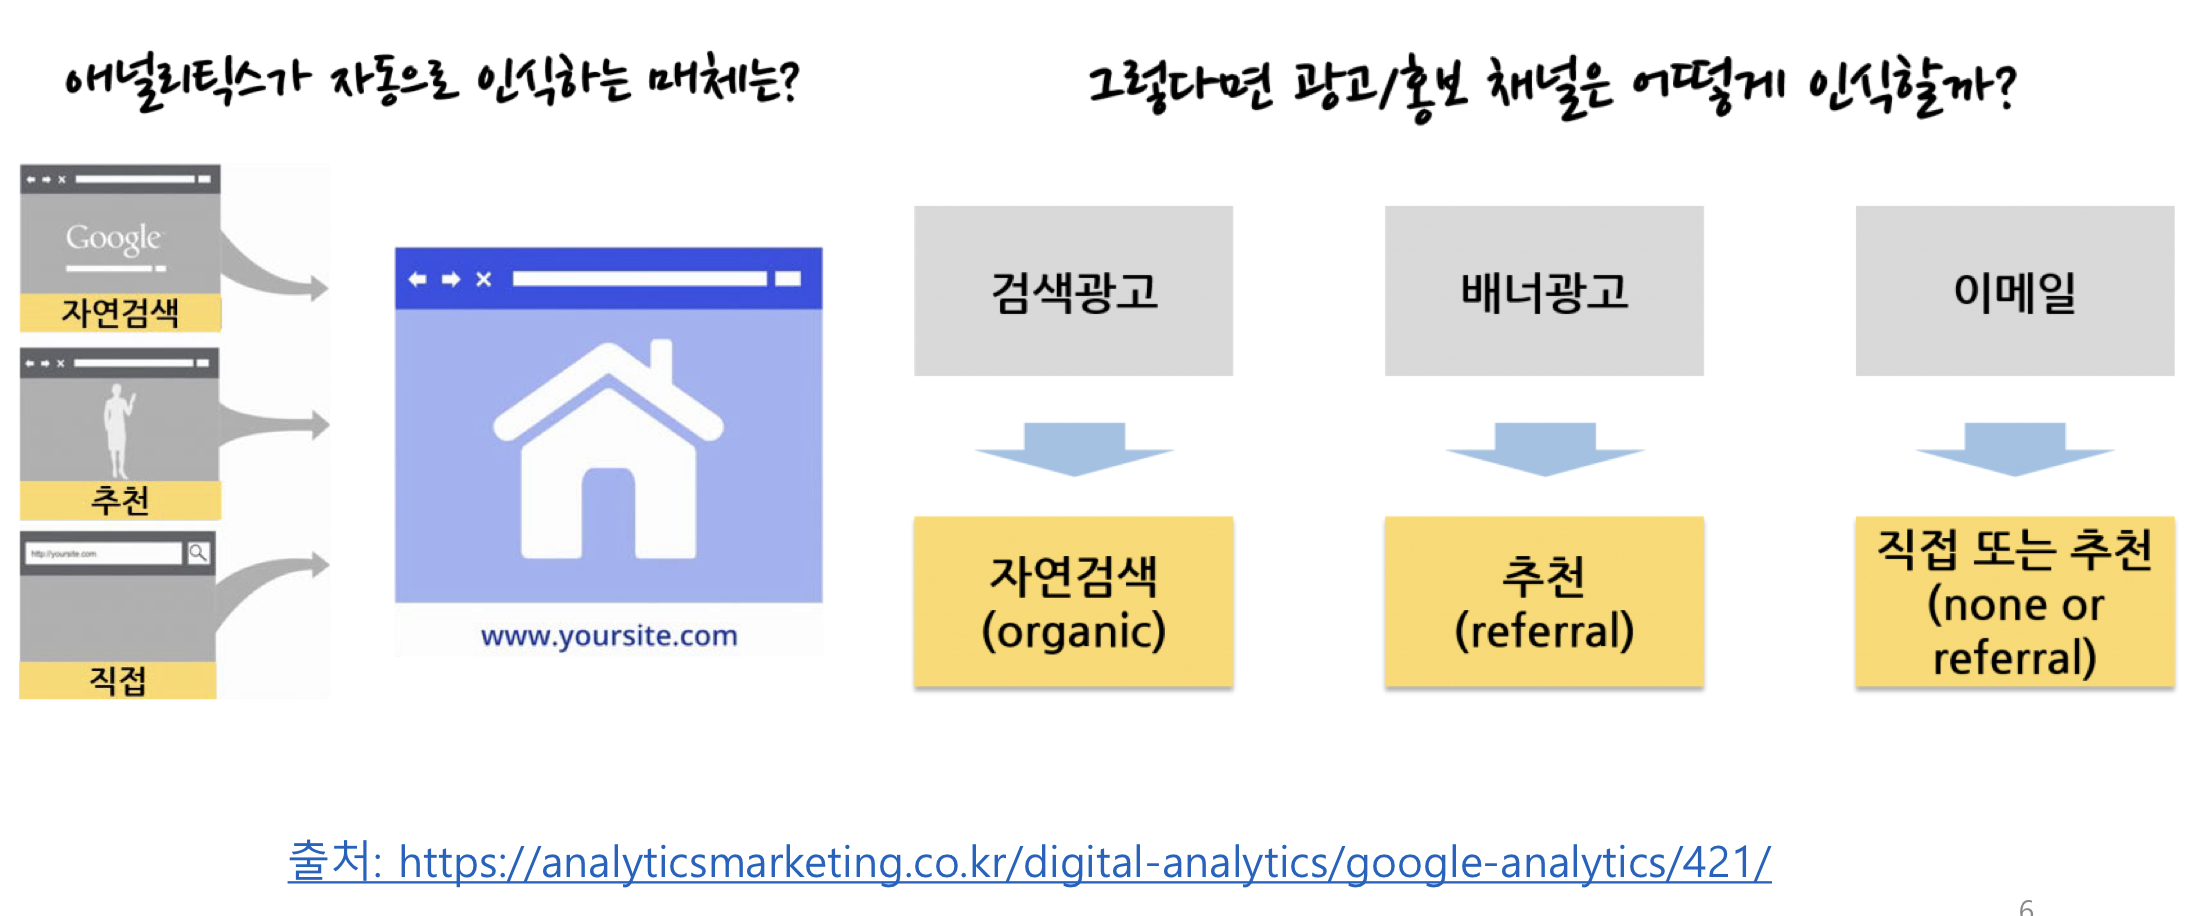 애널리틱스가 자동으로 인식하는 매체는?
Google
자연검색
추천
http://yoursite.com
직접
www.yoursite.com
그렇다면 광고/홍보 채널은 어떻게 인식할까?
검색광고
배너광고
이메일
자연검색
(organic)
추천
(referral)
직접 또는 추천
(none or
referral)
출처: https://analyticsmarketing.co.kr/digital-analytics/google-analytics/421/
6